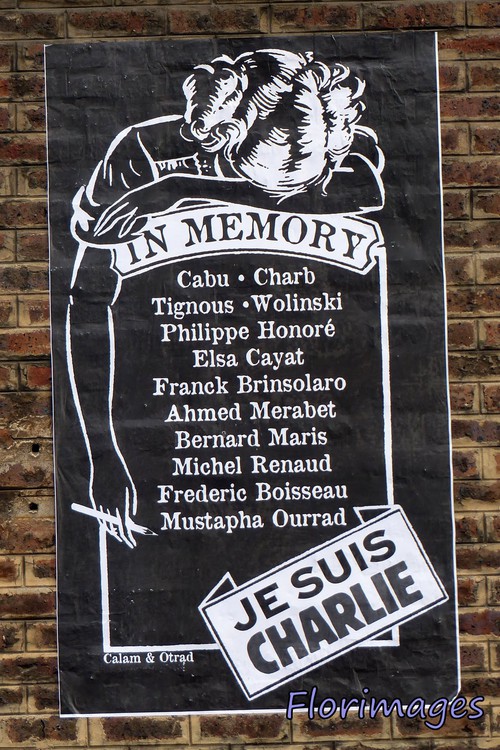 IN MEMORY
Cabu • Charb
Tignous • Wolinski
Philippe Honoré
Elsa Cayat
Franck Brinsolaro
Ahmed Merabet
Bernard Maris
Michel Renaud
Frederic Boisseau
Mustapha Ourrad
JE SUIS
CHARLIE
Calam & Otrad
Florimages